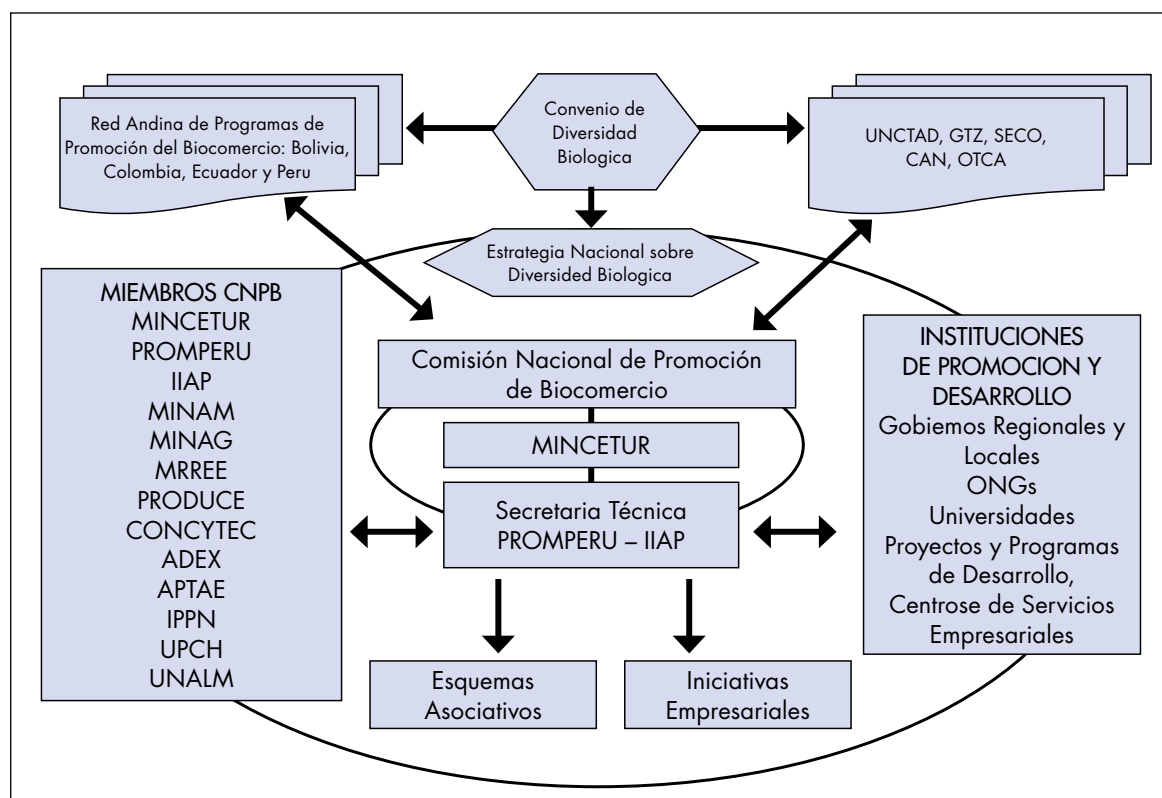 Red Andina de Programas de
Promoción del Biocomercio: Bolivia,
Colombia, Ecuador y Peru
Convenio de
Diversidad
Biologica
UNCTAD, GTZ, SECO,
CAN, OTCA
Estrategia Nacional sobre
Diversided Biologica
MIEMBROS CNPB
MINCETUR
PROMPERU
IIAP
MINAM
MINAG
MRREE
PRODUCE
CONCYTEC
ADEX
APTAE
IPPN
UPCH
UNALM
Comisión Nacional de Promoción
de Biocomercio
MINCETUR
Secretaria Técnica
PROMPERU – IIAP
Esquemas
Asociativos
Iniciativas
Empresariales
INSTITUCIONES
DE PROMOCION Y
DESARROLLO
Gobiemos Regionales y
Locales
ONGs
Universidades
Proyectos y Programas
de Desarrollo,
Centrose de Servicios
Empresariales